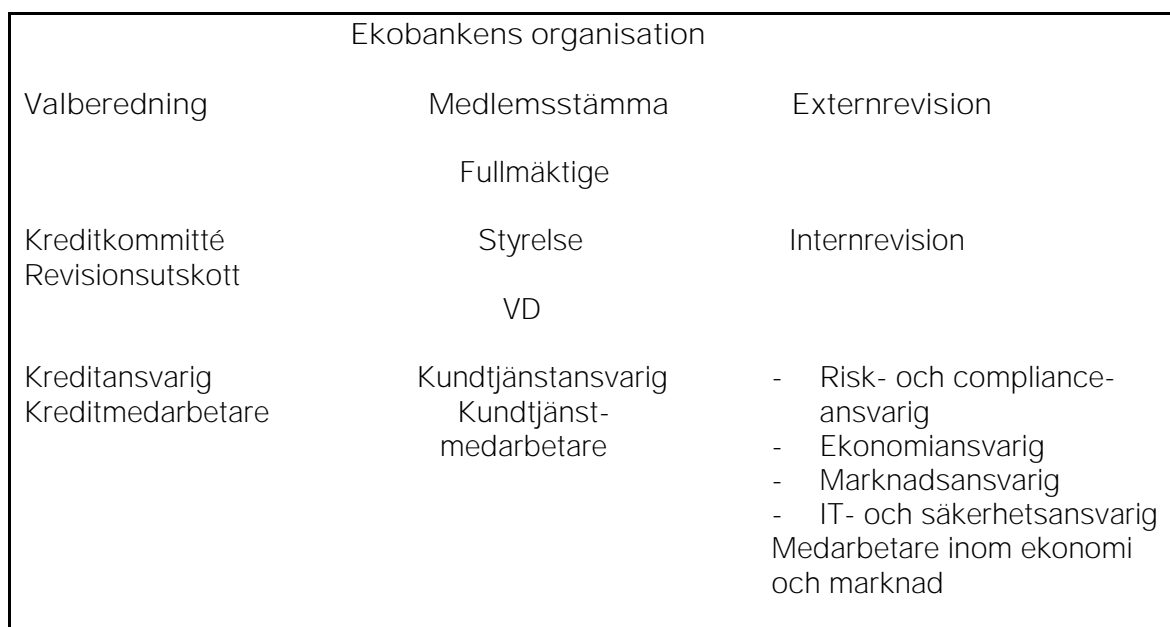 Ekobankens organisation
Valberedning Medlemsstämma Externrevision
Fullmäktige
Kreditkommitté Styrelse Internrevision
Revisionsutskott
VD
Kreditansvarig Kundtjänstansvarig - Risk- och compliance-
Kreditmedarbetare Kundtjänst- ansvarig
medarbetare - Ekonomiansvarig
- Marknadsansvarig
- IT- och säkerhetsansvarig
Medarbetare inom ekonomi
och marknad